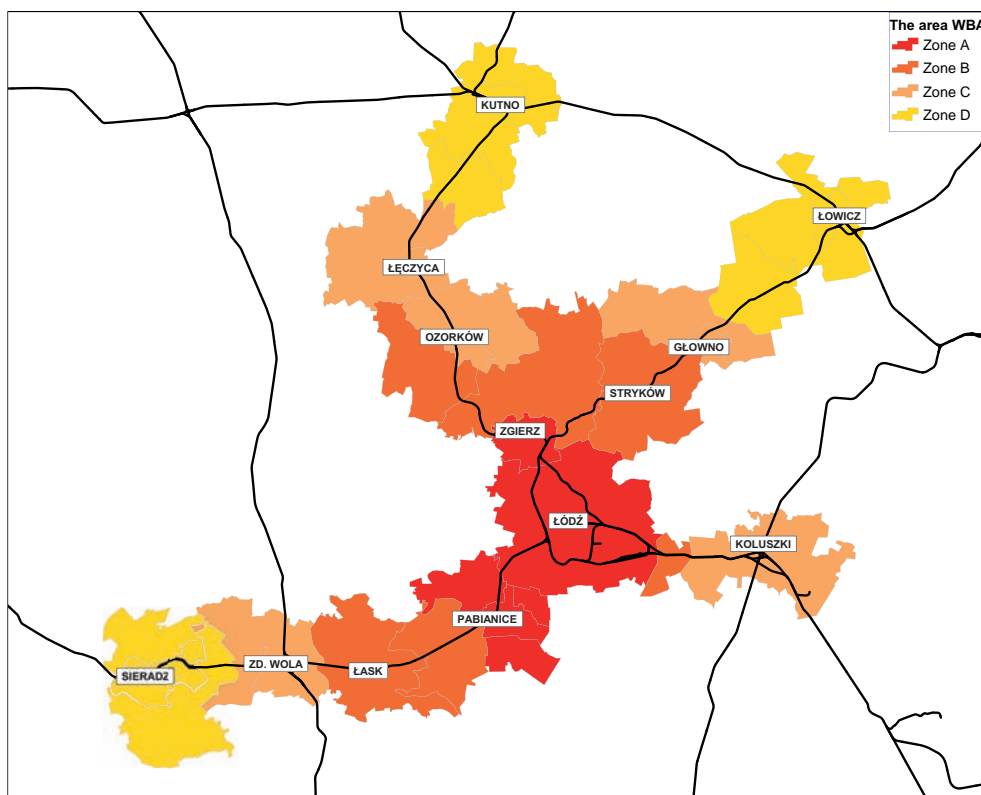 The area WBA
Zone A
Zone B
Zone C
Zone D
KUTNO
ŁOWICZ
ŁĘCZYCA
OZORKÓW
GŁOWNO
STRYKÓW
ZGIERZ
ŁÓDŹ
KOLUSZKI
PABIANICE
ZD. WOLA
ŁASK
SIERADZ